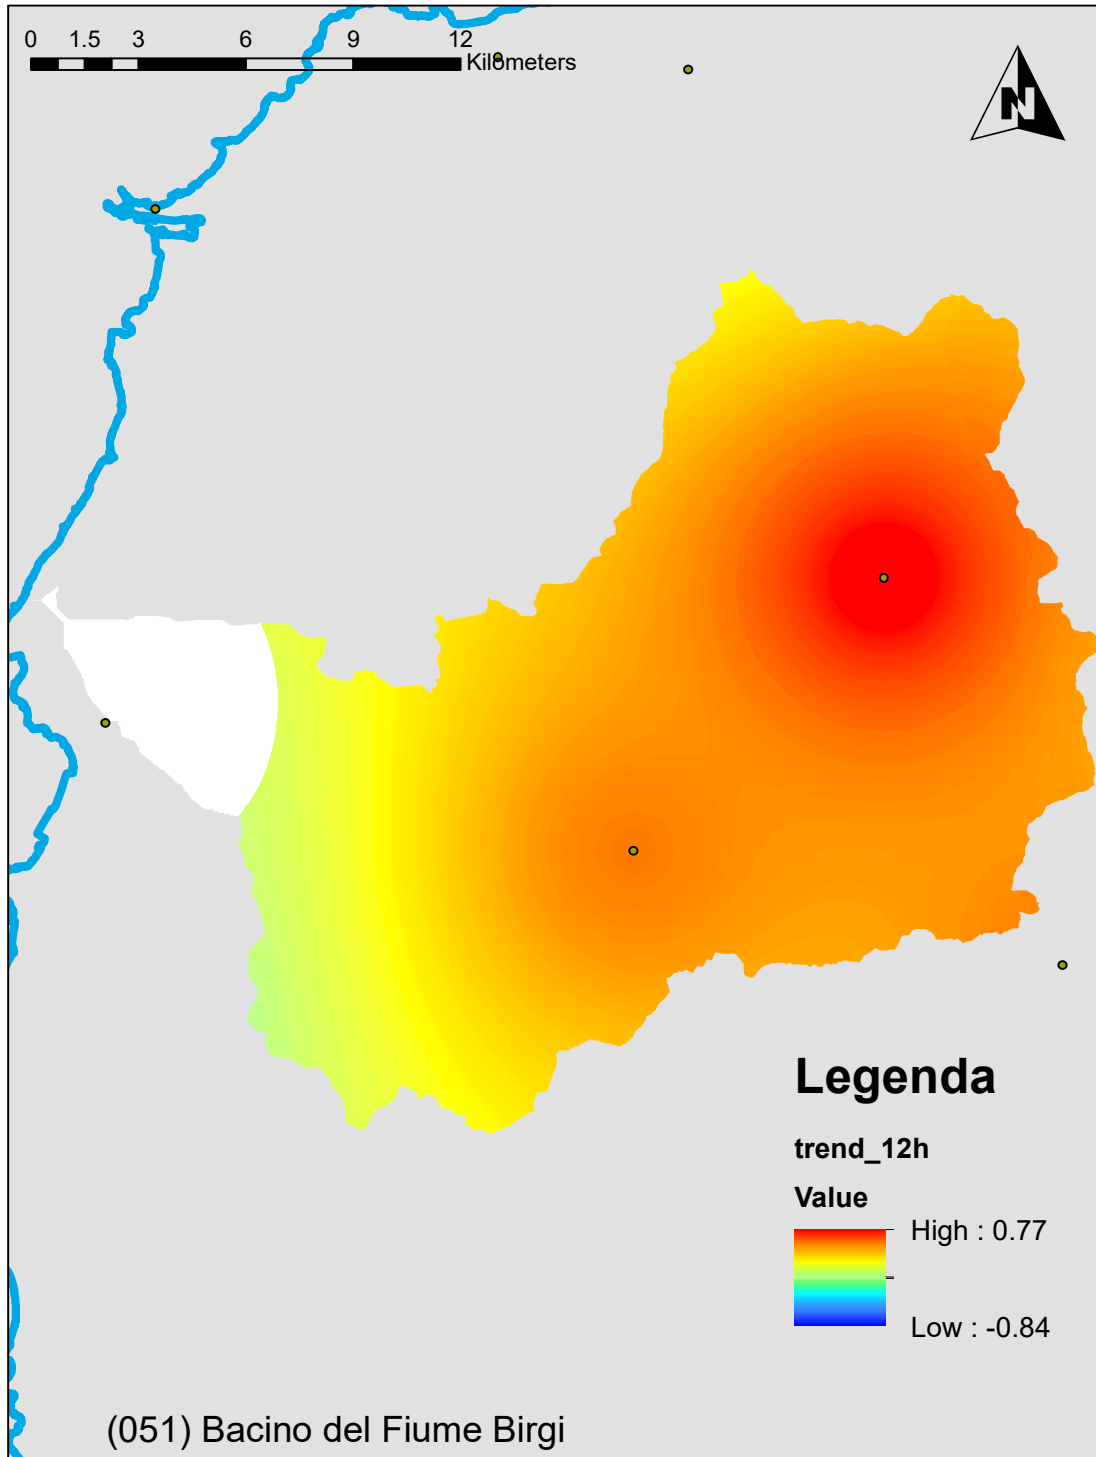 0 1.5 3 6 9 12
Kilometers
N
Legenda
trend_12h
Value
High : 0.77
Low : -0.84
(051) Bacino del Fiume Birgi